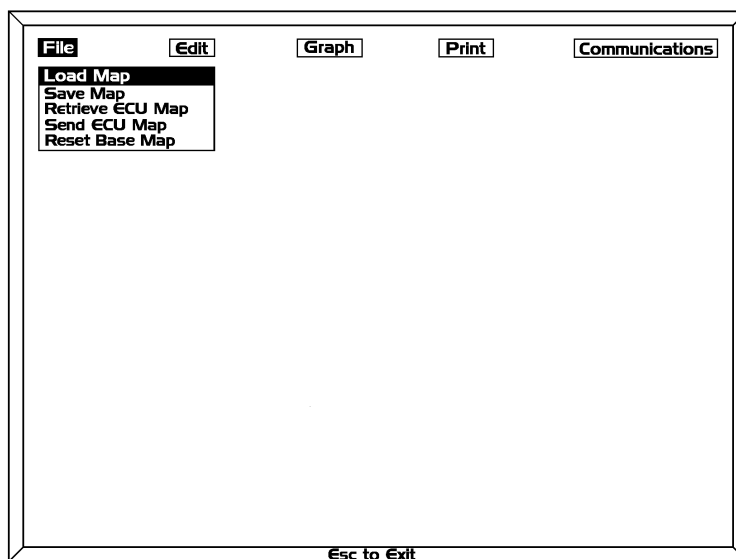 File Edit Graph Print Communications
Load Map
Save Map
Retrieve ECU Map
Send ECU Map
Reset Base Map
Esc to Exit